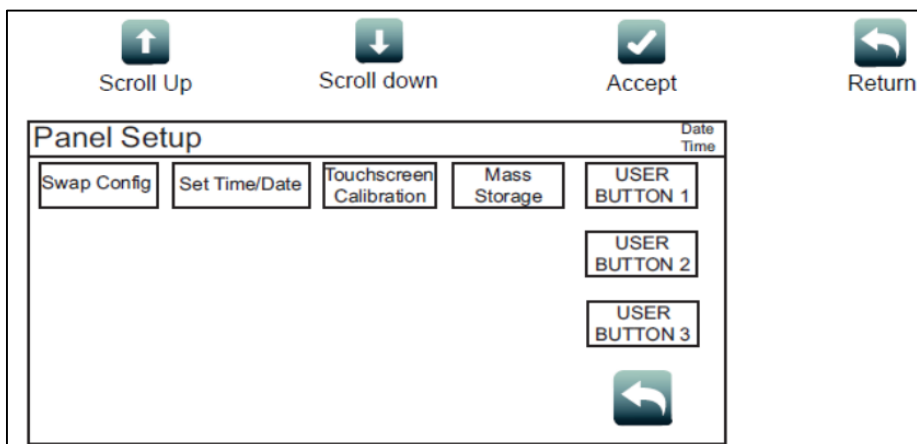 Scroll Up
Scroll down
Accept
Return
Panel Setup
Date
Time
Swap Config
Set Time/Date
Touchscreen
Calibration
Mass
Storage
USER
BUTTON 1
USER
BUTTON 2
USER
BUTTON 3